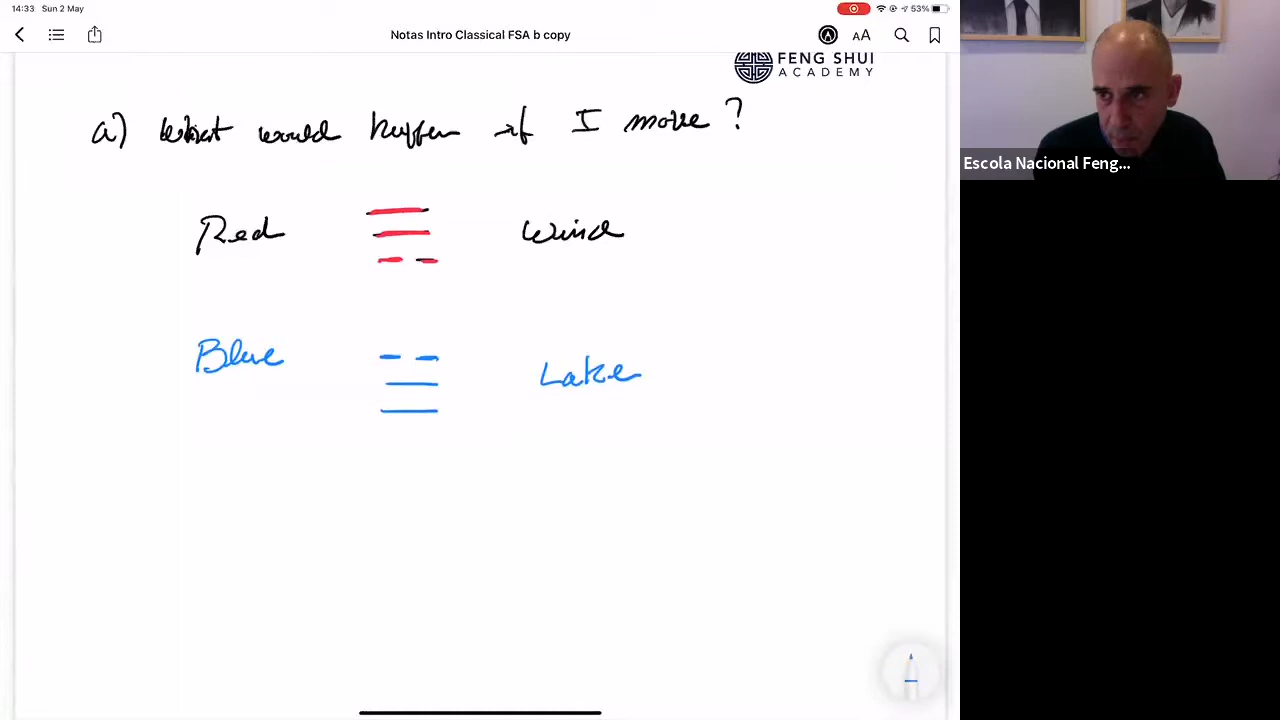 14:33 Sun 2 May
53%
Notas Intro Classical FSA b copy
AA
FENG SHUI
ACADEMY
a) What would happen if I move?
Red Wind
Blue Lake
Escola Nacional Feng...